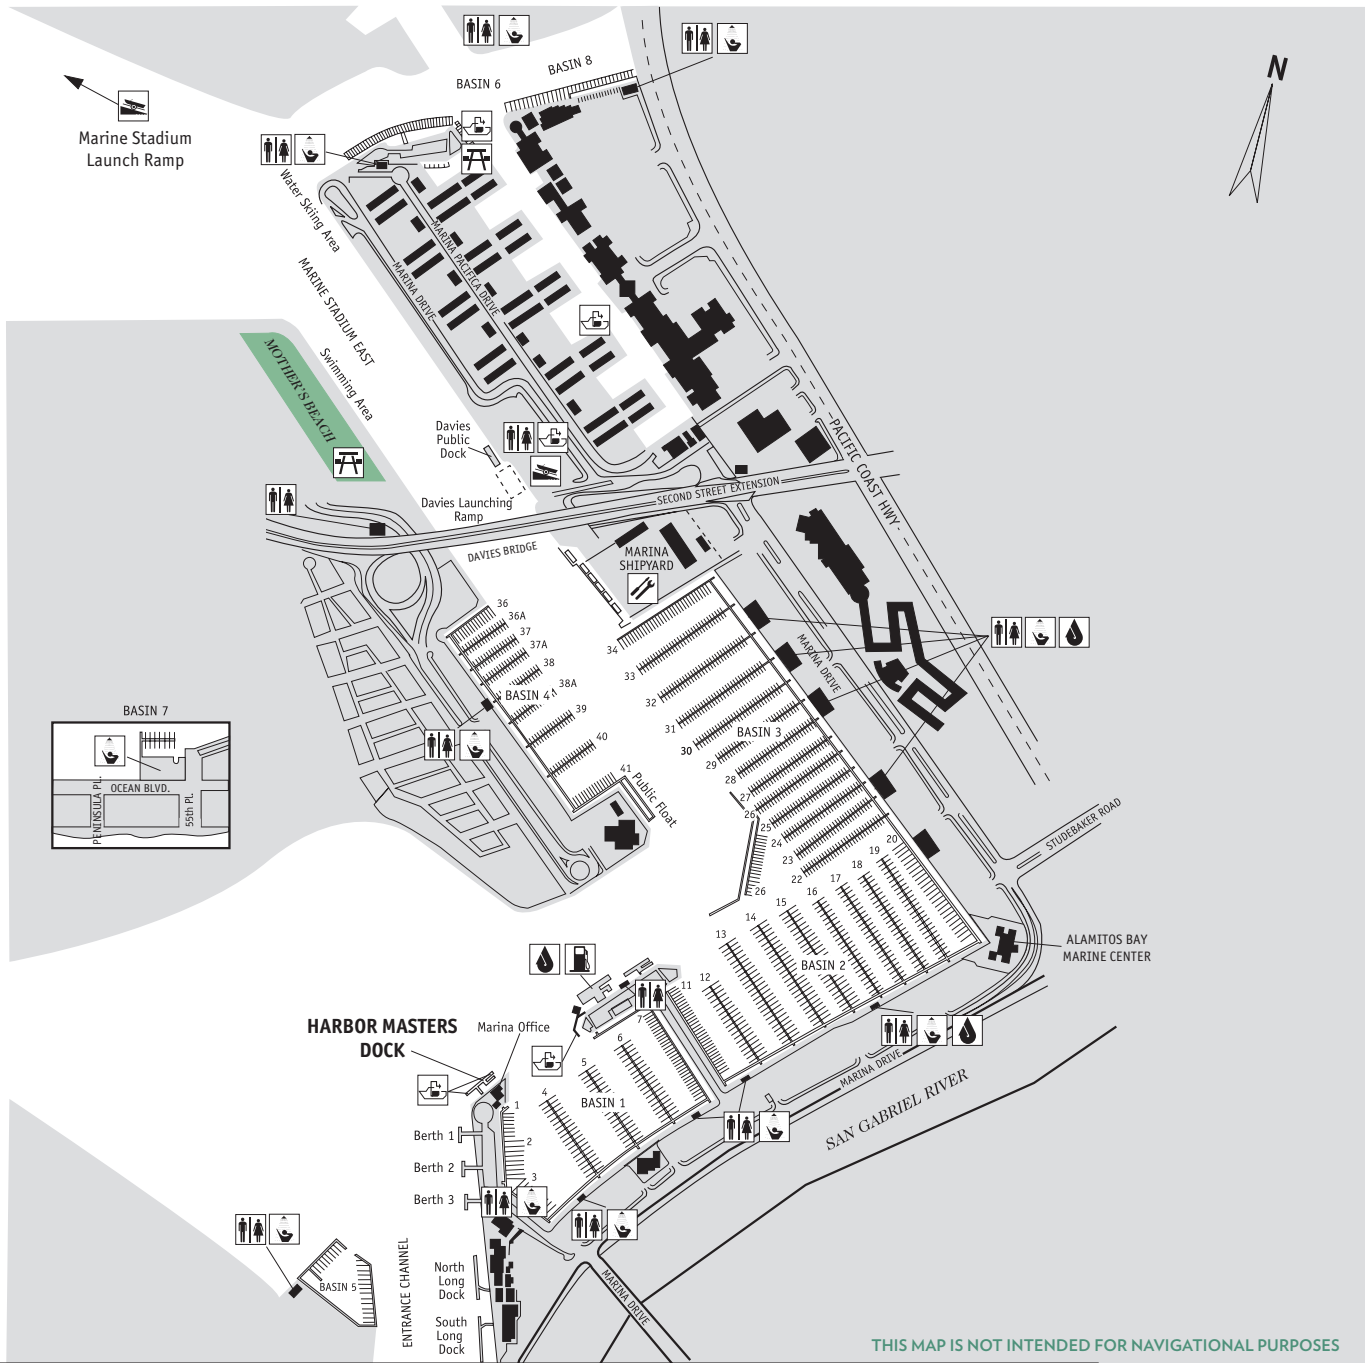 BASIN 8
BASIN 6
N
Marine Stadium
Launch Ramp
Water Skiing Area
MARINA PACIFICA DRIVE
MARINA DRIVE
MARINE STADIUM EAST
Swimming Area
MOTHER'S BEACH
Davies
Public
Dock
PACIFIC COAST HWY
SECOND STREET EXTENSION
Davies Launching
Ramp
DAVIES BRIDGE
MARINA
SHIPYARD
36
36A
37
37A
38
38A
39
40
41
BASIN 4
Public Float
34
33
32
31
30
29
28
27
26
25
24
23
22
BASIN 3
MARINA DRIVE
BASIN 7
OCEAN BLVD.
PENINSULA PL.
55th PL.
STUDEBAKER ROAD
26
20
19
18
17
16
15
14
13
12
11
BASIN 2
ALAMITOS BAY
MARINE CENTER
HARBOR MASTERS
DOCK
Marina Office
7
6
5
4
BASIN 1
1
2
3
MARINA DRIVE
SAN GABRIEL RIVER
Berth 1
Berth 2
Berth 3
BASIN 5
ENTRANCE CHANNEL
North
Long
Dock
South
Long
Dock
MARINA DRIVE
THIS MAP IS NOT INTENDED FOR NAVIGATIONAL PURPOSES